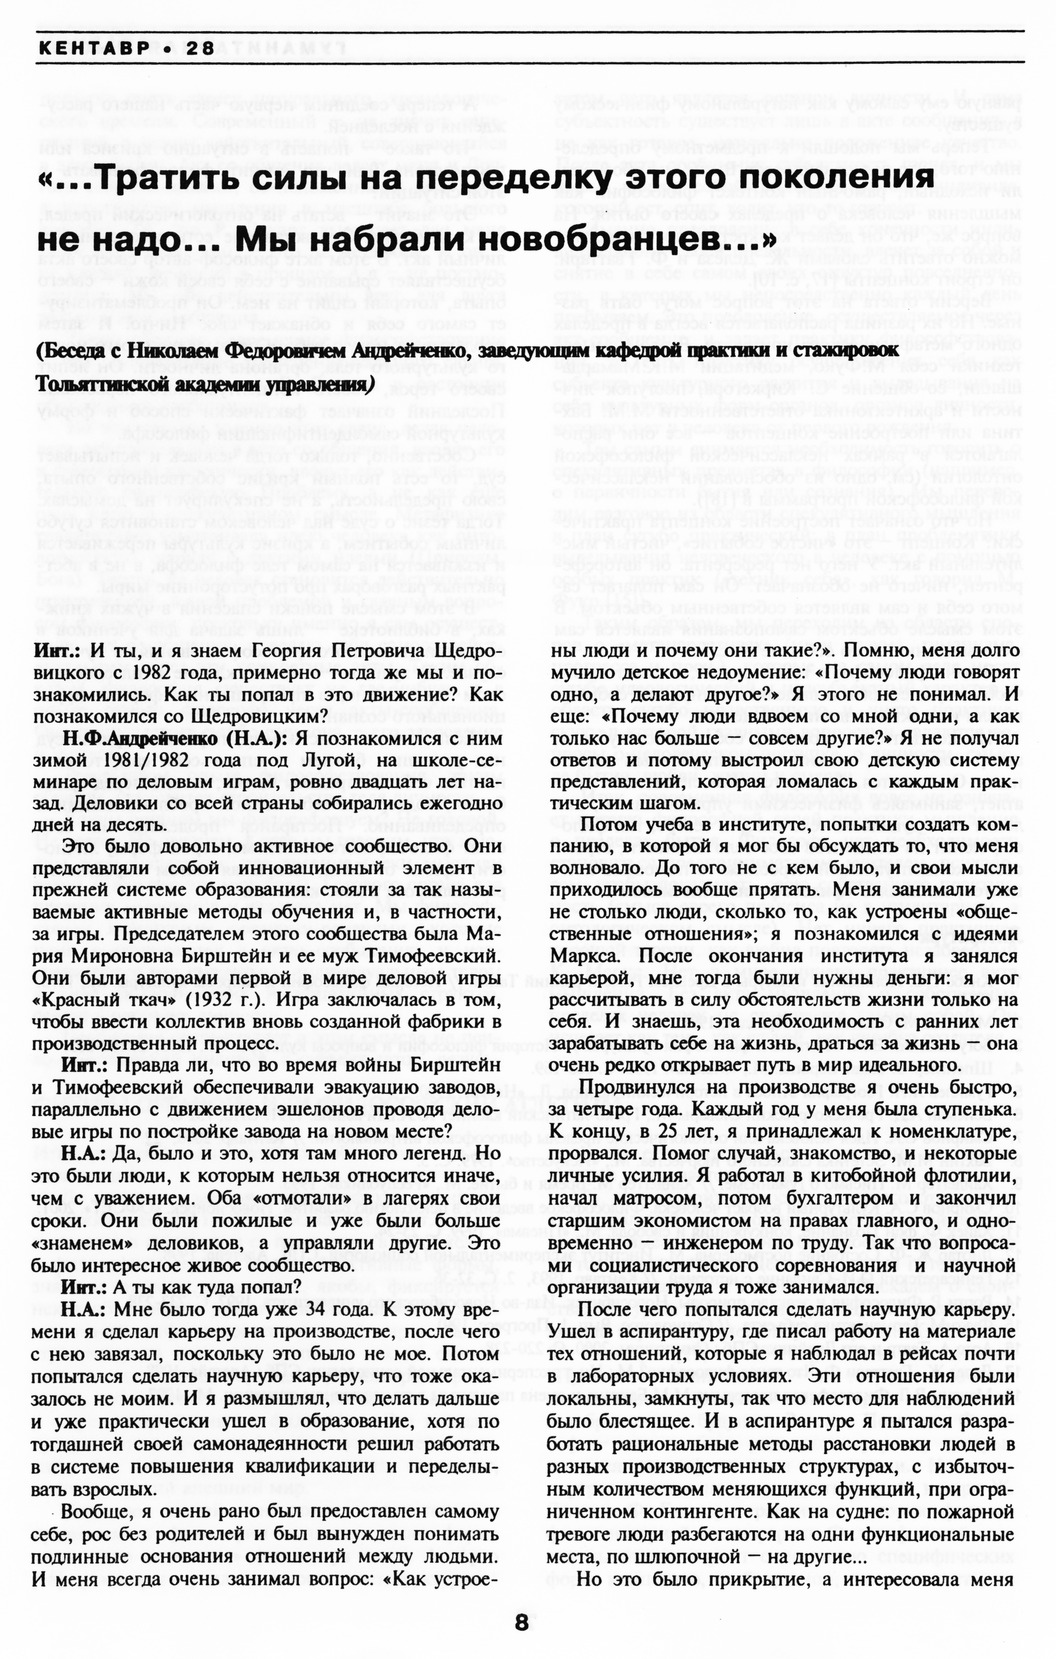 КЕНТАВР • 28
«...Тратить силы на переделку этого поколения
не надо... Мы набрали новобранцев...»
(Беседа с Николаем Федоровичем Андрейченко, заведующим кафедрой практики и стажировок
Тольяттинской академии управления)
Инт.: И ты, и я знаем Георгия Петровича Щедро-
вицкого с 1982 года, примерно тогда же мы и по-
знакомились. Как ты попал в это движение? Как
познакомился со Щедровицким?
Н.Ф.Андрейченко (Н.А.): Я познакомился с ним
зимой 1981/1982 года под Лугой, на школе-се-
минаре по деловым играм, ровно двадцать лет на-
зад. Деловики со всей страны собирались ежегодно
дней на десять.
Это было довольно активное сообщество. Они
представляли собой инновационный элемент в
прежней системе образования: стояли за так назы-
ваемые активные методы обучения и, в частности,
за игры. Председателем этого сообщества была Ма-
рия Мироновна Бирштейн и ее муж Тимофеевский.
Они были авторами первой в мире деловой игры
«Красный ткач» (1932 г.). Игра заключалась в том,
чтобы ввести коллектив вновь созданной фабрики в
производственный процесс.
Инт.: Правда ли, что во время войны Бирштейн
и Тимофеевский обеспечивали эвакуацию заводов,
параллельно с движением эшелонов проводя дело-
вые игры по постройке завода на новом месте?
Н.А.: Да, было и это, хотя там много легенд. Но
это были люди, к которым нельзя относится иначе,
чем с уважением. Оба «отмотали» в лагерях свои
сроки. Они были пожилые и уже были больше
«знаменем» деловиков, а управляли другие. Это
было интересное живое сообщество.
Инт.: А ты как туда попал?
Н.А.: Мне было тогда уже 34 года. К этому вре-
мени я сделал карьеру на производстве, после чего
с нею завязал, поскольку это было не мое. Потом
попытался сделать научную карьеру, что тоже ока-
залось не моим. И я размышлял, что делать дальше
и уже практически ушел в образование, хотя по
тогдашней своей самонадеянности решил работать
в системе повышения квалификации и переделы-
вать взрослых.
Вообще, я очень рано был предоставлен самому
себе, рос без родителей и был вынужден понимать
подлинные основания отношений между людьми.
И меня всегда очень занимал вопрос: «Как устрое-
ны люди и почему они такие?». Помню, меня долго
мучило детское недоумение: «Почему люди говорят
одно, а делают другое?» Я этого не понимал. И
еще: «Почему люди вдвоем со мной одни, а как
только нас больше — совсем другие?» Я не получал
ответов и потому выстроил свою детскую систему
представлений, которая ломалась с каждым прак-
тическим шагом.
Потом учеба в институте, попытки создать ком-
панию, в которой я мог бы обсуждать то, что меня
волновало. До того не с кем было, и свои мысли
приходилось вообще прятать. Меня занимали уже
не столько люди, сколько то, как устроены «обще-
ственные отношения»; я познакомился с идеями
Маркса. После окончания института я занялся
карьерой, мне тогда были нужны деньги: я мог
рассчитывать в силу обстоятельств жизни только на
себя. И знаешь, эта необходимость с ранних лет
зарабатывать себе на жизнь, драться за жизнь — она
очень редко открывает путь в мир идеального.
Продвинулся на производстве я очень быстро,
за четыре года. Каждый год у меня была ступенька.
К концу, в 25 лет, я принадлежал к номенклатуре,
прорвался. Помог случай, знакомство, и некоторые
личные усилия. Я работал в китобойной флотилии,
начал матросом, потом бухгалтером и закончил
старшим экономистом на правах главного, и одно-
временно — инженером по труду. Так что вопроса-
ми социалистического соревнования и научной
организации труда я тоже занимался.
После чего попытался сделать научную карьеру.
Ушел в аспирантуру, где писал работу на материале
тех отношений, которые я наблюдал в рейсах почти
в лабораторных условиях. Эти отношения были
локальны, замкнуты, так что место для наблюдений
было блестящее. И в аспирантуре я пытался разра-
ботать рациональные методы расстановки людей в
разных производственных структурах, с избыточ-
ным количеством меняющихся функций, при огра-
ниченном контингенте. Как на судне: по пожарной
тревоге люди разбегаются на одни функциональные
места, по шлюпочной — на другие...
Но это было прикрытие, а интересовала меня
8